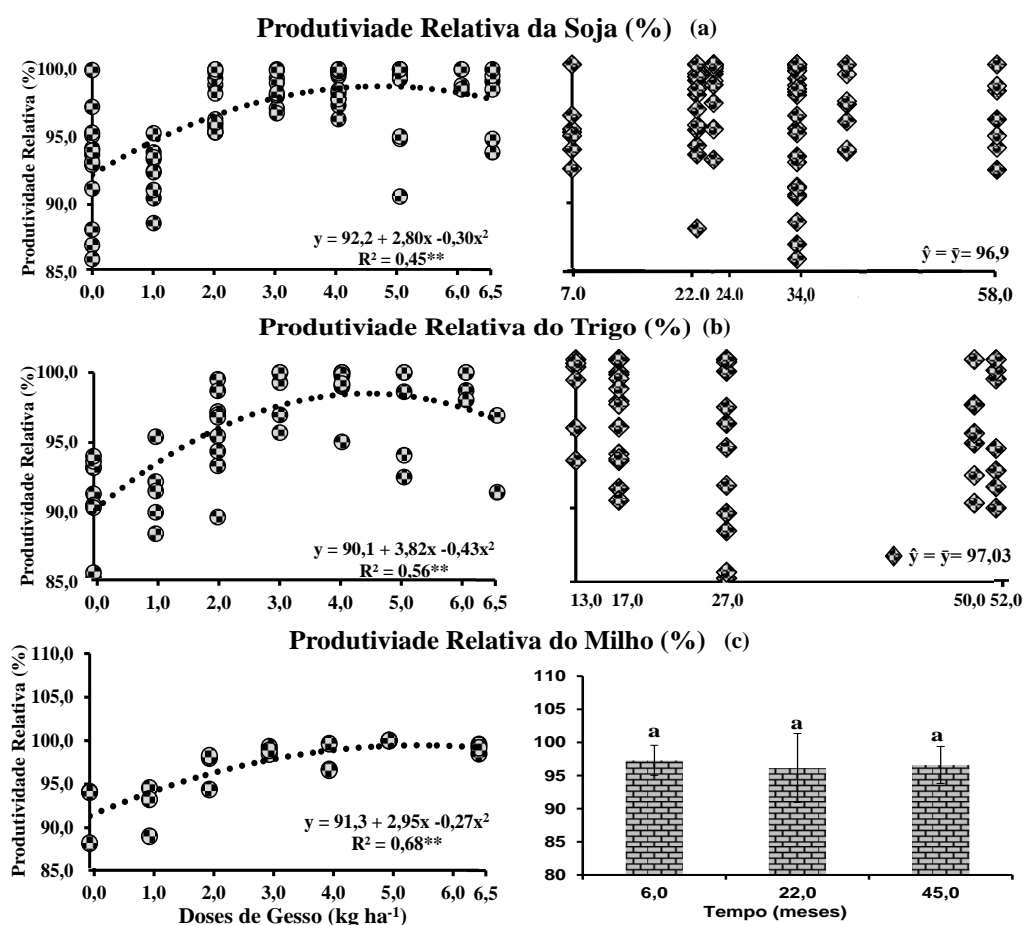 Produtiviade Relativa da Soja (%) (a)
Produtividade Relativa (%)
100,0
95,0
90,0
85,0
y = 92,2 + 2,80x -0,30x²
R² = 0,45**
0,0 1,0 2,0 3,0 4,0 5,0 6,0 6,5
ŷ = ȳ= 96,9
7.0 22.0 24.0 34,0 58,0
Produtiviade Relativa do Trigo (%) (b)
Produtividade Relativa (%)
100,0
95,0
90,0
85,0
y = 90,1 + 3,82x -0,43x²
R² = 0,56**
0,0 1,0 2,0 3,0 4,0 5,0 6,0 6,5
ŷ = ȳ= 97,03
13,0 17,0 27,0 50,0 52,0
Produtiviade Relativa do Milho (%) (c)
Produtividade Relativa (%)
110,0
105,0
100,0
95,0
90,0
85,0
y = 91,3 + 2,95x -0,27x²
R² = 0,68**
0,0 1,0 2,0 3,0 4,0 5,0 6,0 6,5
Doses de Gesso (kg ha⁻¹)
110
105
100
95
90
85
80
a a a
6,0 22,0 45,0
Tempo (meses)